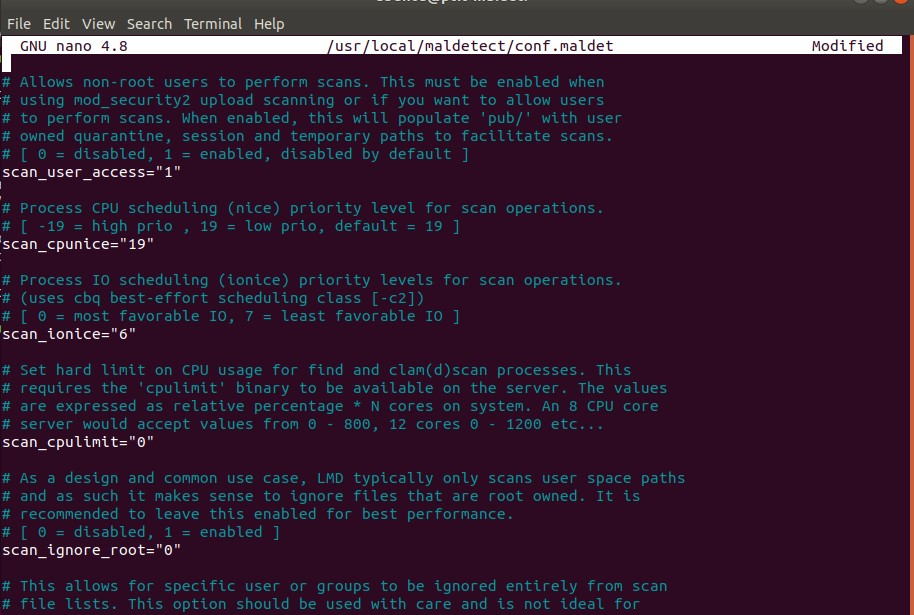 File Edit View Search Terminal Help
GNU nano 4.8 /usr/local/maldetect/conf.maldet Modified
# Allows non-root users to perform scans. This must be enabled when
# using mod_security2 upload scanning or if you want to allow users
# to perform scans. When enabled, this will populate 'pub/' with user
# owned quarantine, session and temporary paths to facilitate scans.
# [ 0 = disabled, 1 = enabled, disabled by default ]
scan_user_access="1"
# Process CPU scheduling (nice) priority level for scan operations.
# [ -19 = high prio , 19 = low prio, default = 19 ]
scan_cpunice="19"
# Process IO scheduling (ionice) priority levels for scan operations.
# (uses cbq best-effort scheduling class [-c2])
# [ 0 = most favorable IO, 7 = least favorable IO ]
scan_ionice="6"
# Set hard limit on CPU usage for find and clam(d)scan processes. This
# requires the 'cpulimit' binary to be available on the server. The values
# are expressed as relative percentage * N cores on system. An 8 CPU core
# server would accept values from 0 - 800, 12 cores 0 - 1200 etc...
scan_cpulimit="0"
# As a design and common use case, LMD typically only scans user space paths
# and as such it makes sense to ignore files that are root owned. It is
# recommended to leave this enabled for best performance.
# [ 0 = disabled, 1 = enabled ]
scan_ignore_root="0"
# This allows for specific user or groups to be ignored entirely from scan
# file lists. This option should be used with care and is not ideal for